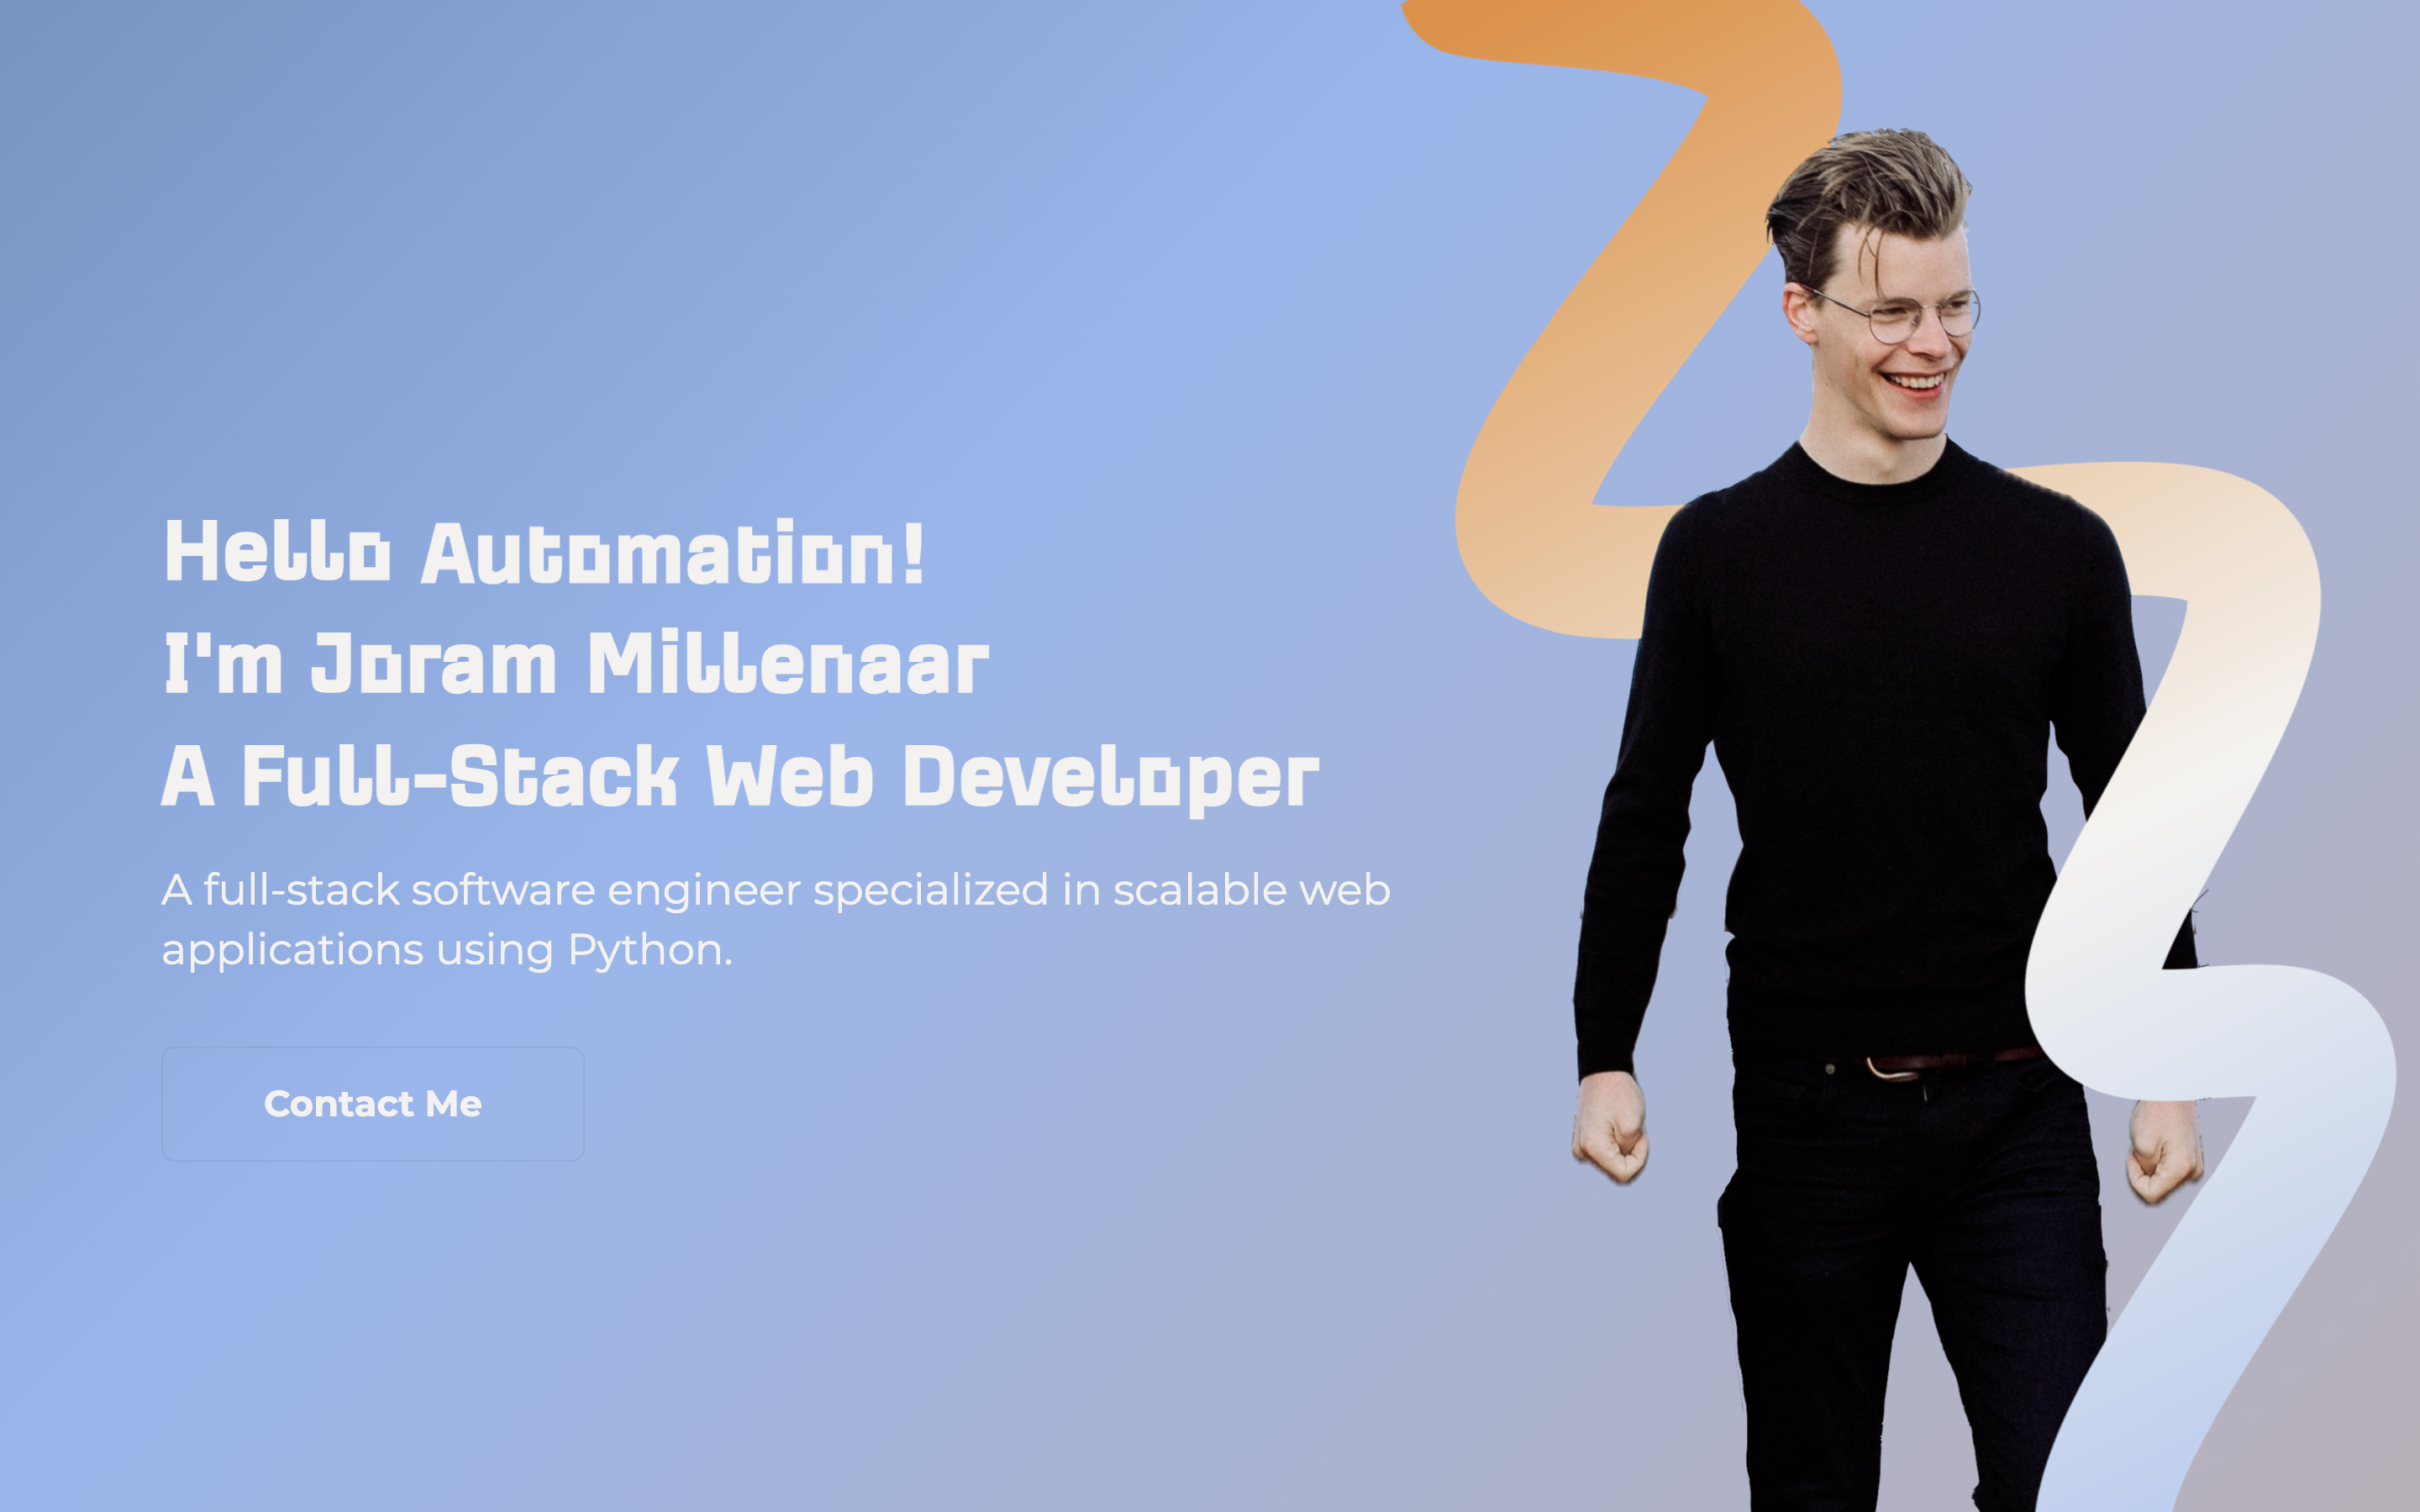 Hello Automation!
I'm Joram Millenaar
A Full-Stack Web Developer
A full-stack software engineer specialized in scalable web
applications using Python.
Contact Me